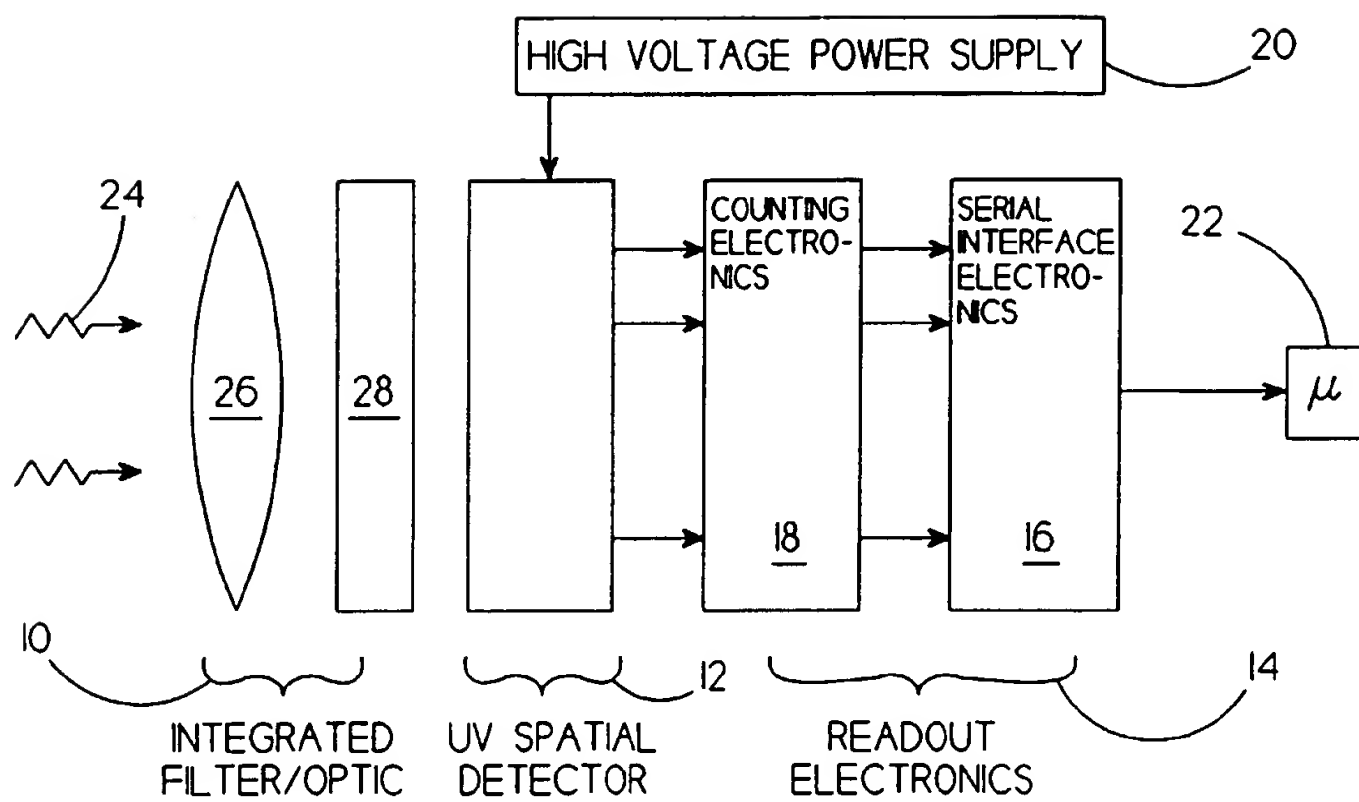 HIGH VOLTAGE POWER SUPPLY
20
24
COUNTING
ELECTRO-
NICS
SERIAL
INTERFACE
ELECTRO-
NICS
22
26
28
μ
18
16
10
12
14
INTEGRATED
FILTER/OPTIC
UV SPATIAL
DETECTOR
READOUT
ELECTRONICS